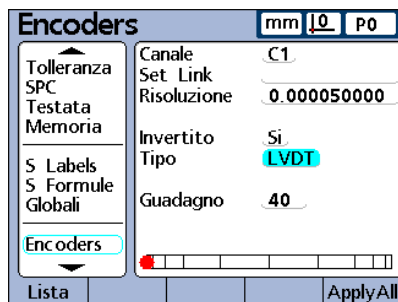 Encoders
mm 0 P0
Tolleranza
SPC
Testata
Memoria
S Labels
S Formule
Globali
Encoders
Canale C1
Set Link
Risoluzione 0.000050000
Invertito Si
Tipo LVDT
Guadagno 40
Lista
ApplyAll